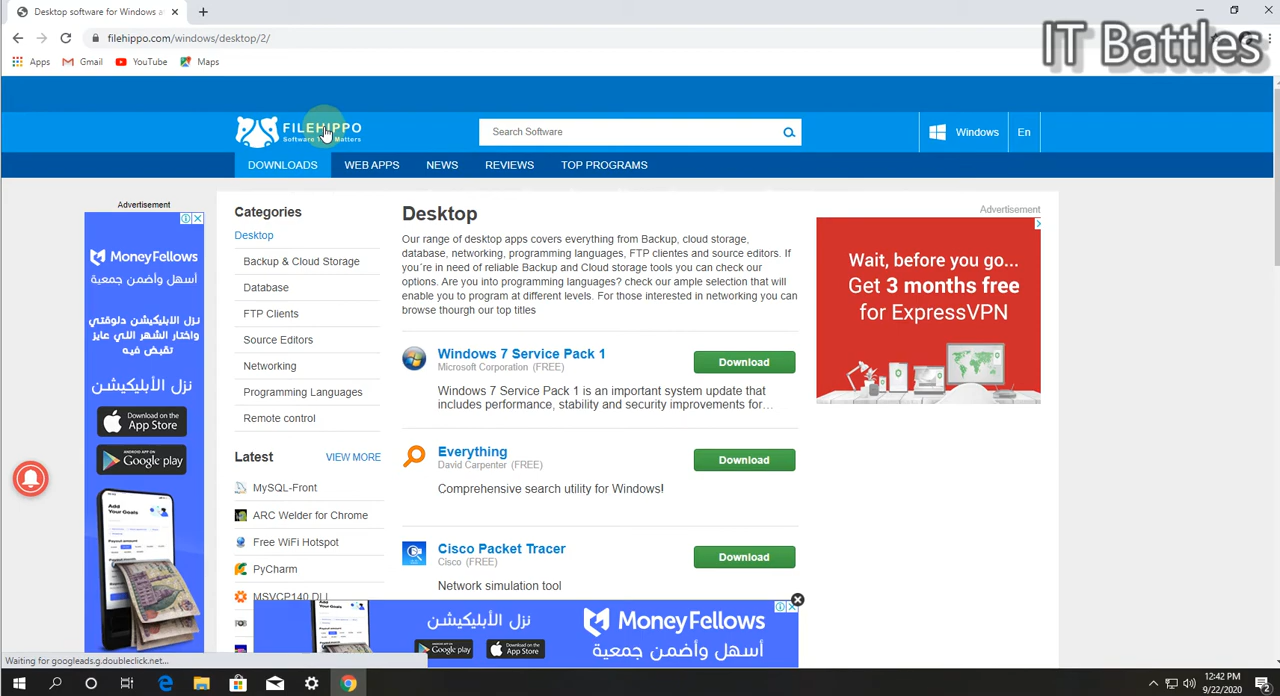 Desktop software for Windows a
filehippo.com/windows/desktop/2/
IT Battles
Apps
Gmail
YouTube
Maps
FILEHIPPO
Search Software
Windows
En
DOWNLOADS
WEB APPS
NEWS
REVIEWS
TOP PROGRAMS
Advertisement
MoneyFellows
أسهل وأضمن جمعية
نزل الأبليكيشن دلوقتي
واختار الشهر اللي عايز
تقبض فيه
نزل الأبليكيشن
Download on the
App Store
ANDROID APP ON
Google play
Add Your
Goals
Categories
Desktop
Backup & Cloud Storage
Database
FTP Clients
Source Editors
Networking
Programming Languages
Remote control
Latest
VIEW MORE
MySQL-Front
ARC Welder for Chrome
Free WiFi Hotspot
PyCharm
MSVCP140 DLL
Desktop
Our range of desktop apps covers everything from Backup, cloud storage,
database, networking, programming languages, FTP clientes and source editors. If
you´re in need of reliable Backup and Cloud storage tools you can check our
options. Are you into programming languages? check our ample selection that will
enable you to program at different levels. For those interested in networking you can
browse thourgh our top titles
Windows 7 Service Pack 1
Microsoft Corporation (FREE)
Download
Windows 7 Service Pack 1 is an important system update that
includes performance, stability and security improvements for…
Everything
David Carpenter (FREE)
Download
Comprehensive search utility for Windows!
Cisco Packet Tracer
Cisco (FREE)
Download
Network simulation tool
Advertisement
Wait, before you go...
Get 3 months free
for ExpressVPN
Add Your
Goals
نزل الأبليكيشن
Google play
App Store
MoneyFellows
أسهل وأضمن جمعية
Waiting for googleads.g.doubleclick.net...
12:42 PM
9/22/2020
2